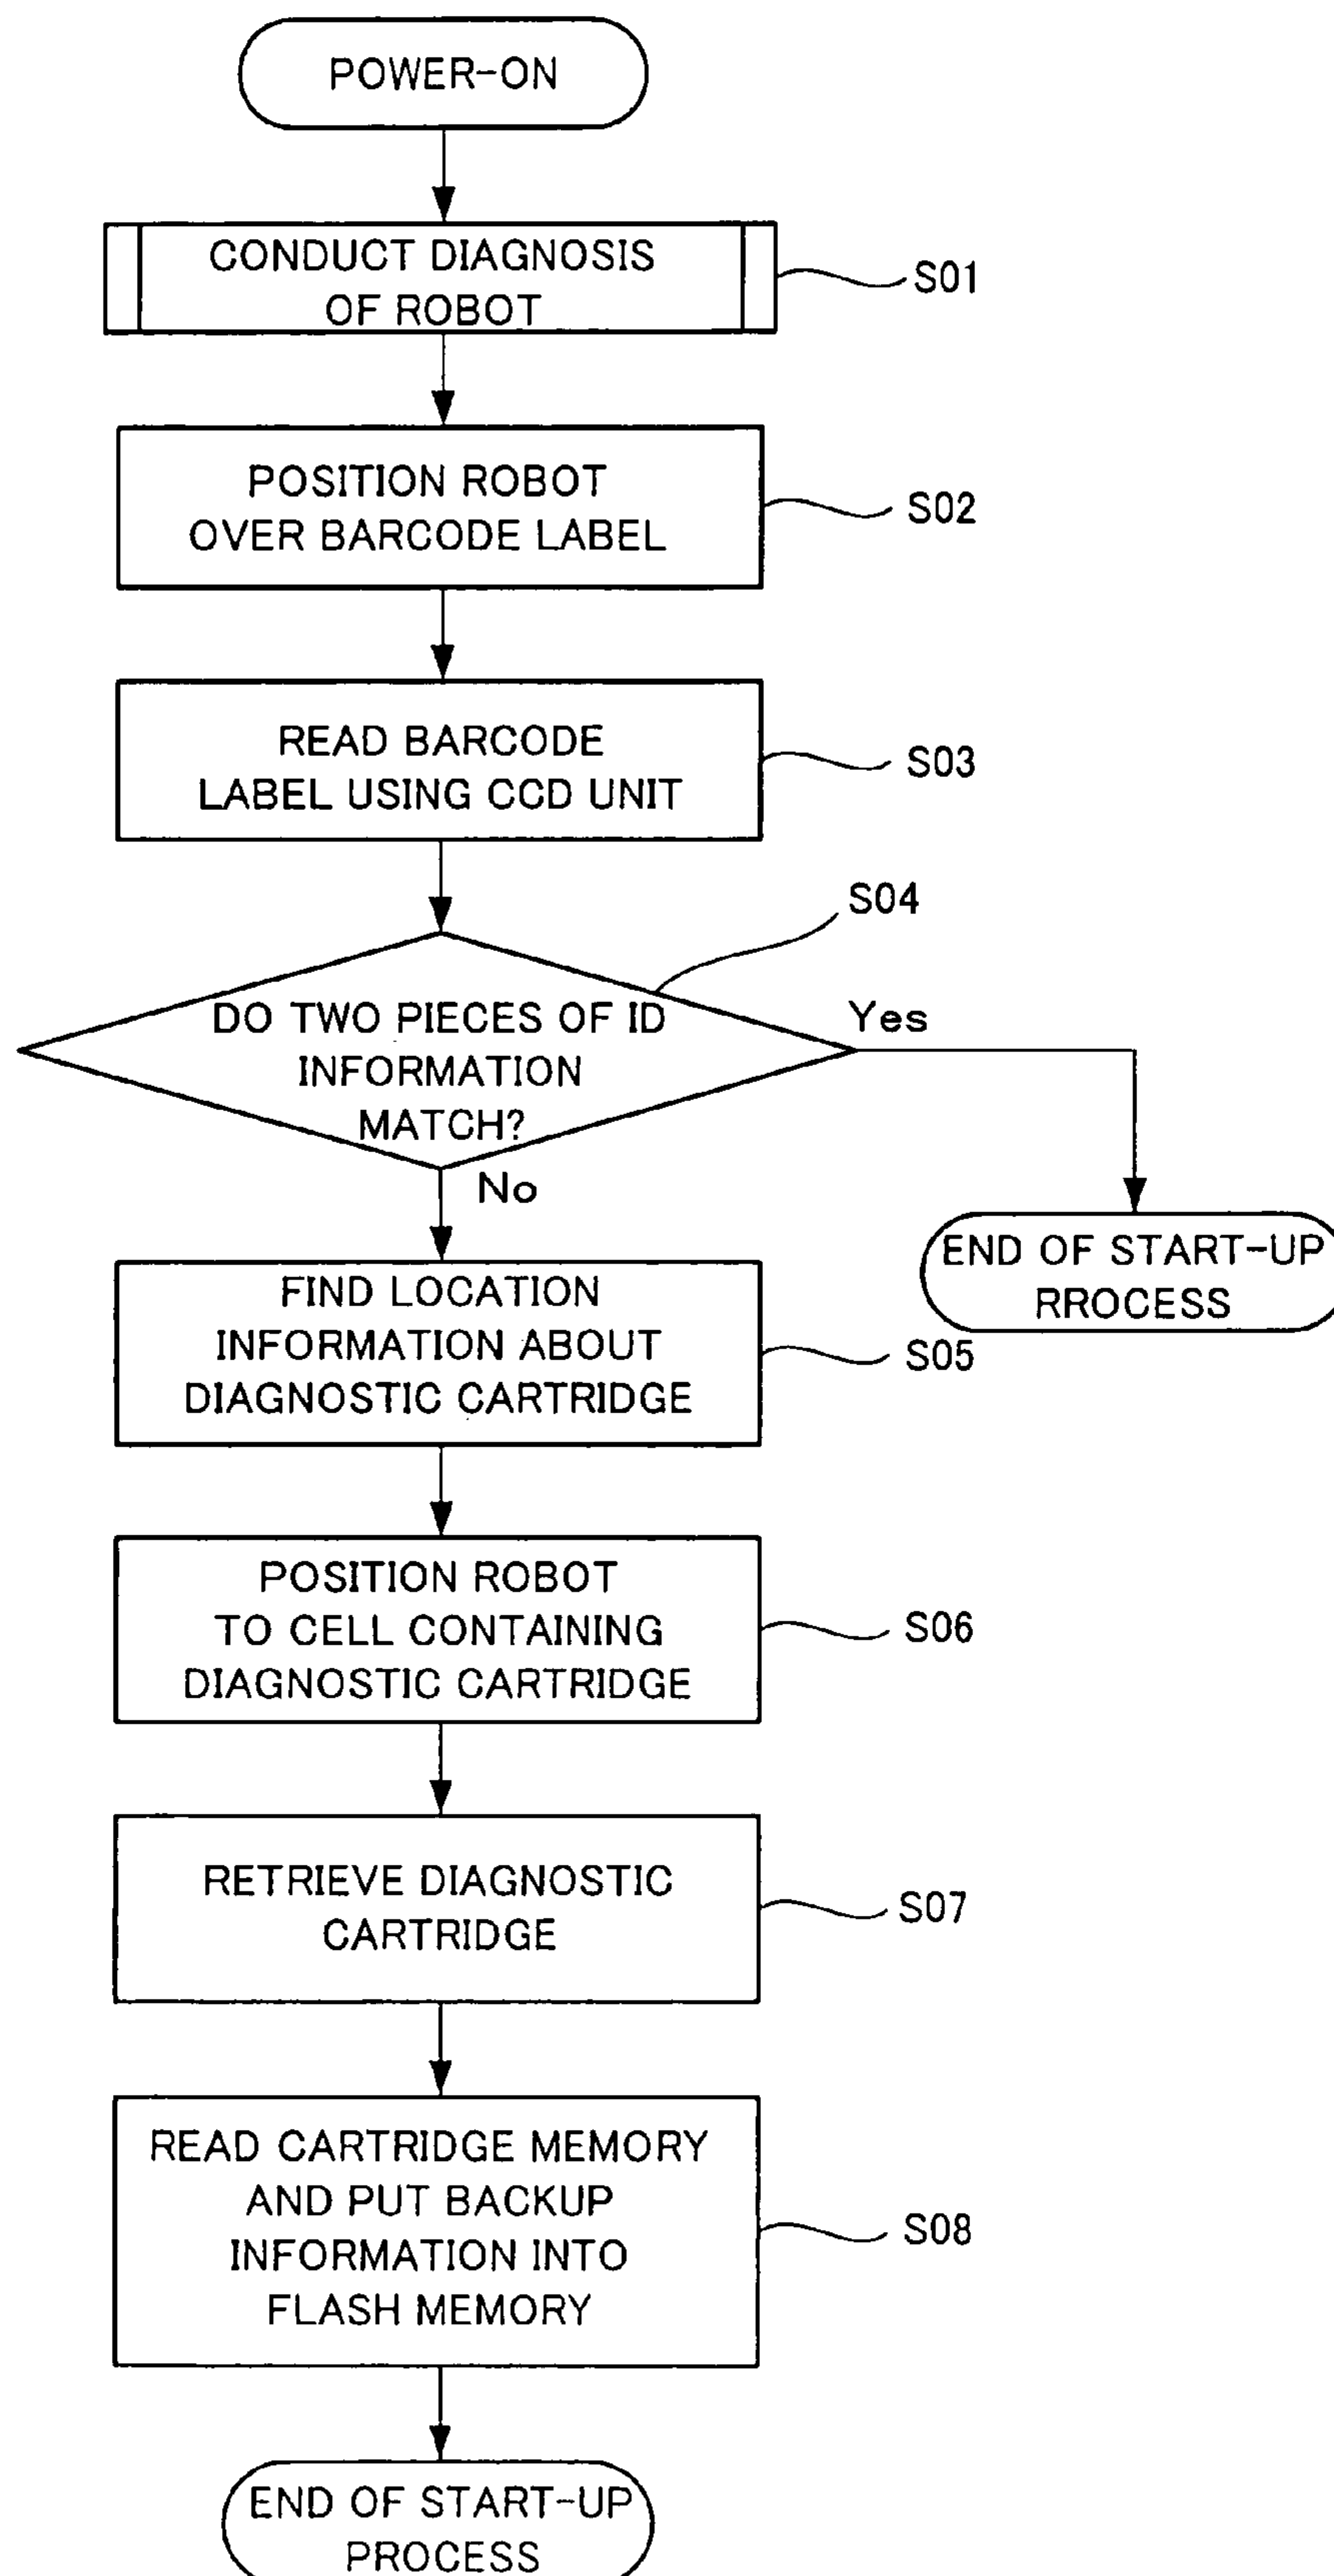 POWER-ON
CONDUCT DIAGNOSIS
OF ROBOT
S01
POSITION ROBOT
OVER BARCODE LABEL
S02
READ BARCODE
LABEL USING CCD UNIT
S03
S04
DO TWO PIECES OF ID
INFORMATION
MATCH?
Yes
No
END OF START-UP
RROCESS
FIND LOCATION
INFORMATION ABOUT
DIAGNOSTIC CARTRIDGE
S05
POSITION ROBOT
TO CELL CONTAINING
DIAGNOSTIC CARTRIDGE
S06
RETRIEVE DIAGNOSTIC
CARTRIDGE
S07
READ CARTRIDGE MEMORY
AND PUT BACKUP
INFORMATION INTO
FLASH MEMORY
S08
END OF START-UP
PROCESS